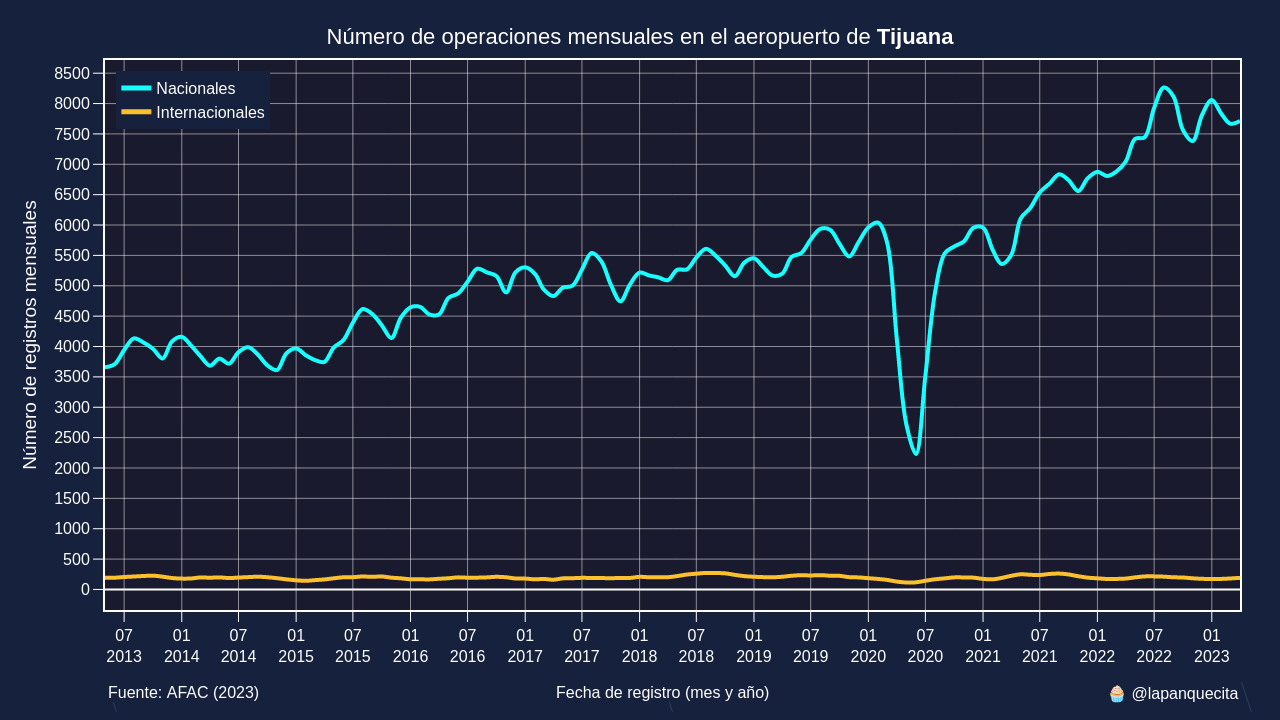 Número de operaciones mensuales en el aeropuerto de Tijuana
Nacionales
Internacionales
Número de registros mensuales
8500
8000
7500
7000
6500
6000
5500
5000
4500
4000
3500
3000
2500
2000
1500
1000
500
0
07 01 07 01 07 01 07 01 07 01 07 01 07 01 07 01 07 01 07 01
2013 2014 2014 2015 2015 2016 2016 2017 2017 2018 2018 2019 2019 2020 2020 2021 2021 2022 2022 2023
Fuente: AFAC (2023)
Fecha de registro (mes y año)
🧁 @lapanquecita